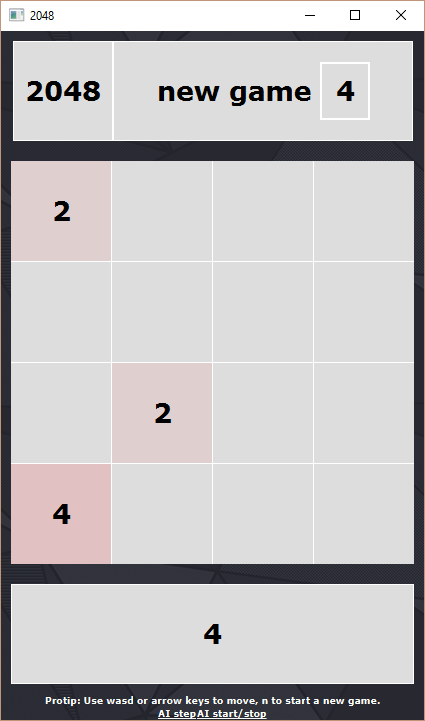 2048
2048 new game 4
2
2
4
4
Protip: Use wasd or arrow keys to move, n to start a new game.
AI stepAI start/stop